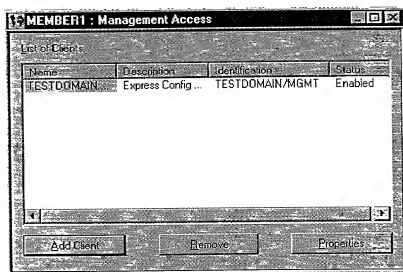 MEMBER1 : Management Access
List of Clients
Name Description Identification Status
TESTDOMAIN... Express Config ... TESTDOMAIN/MGMT Enabled
Add Client Remove Properties